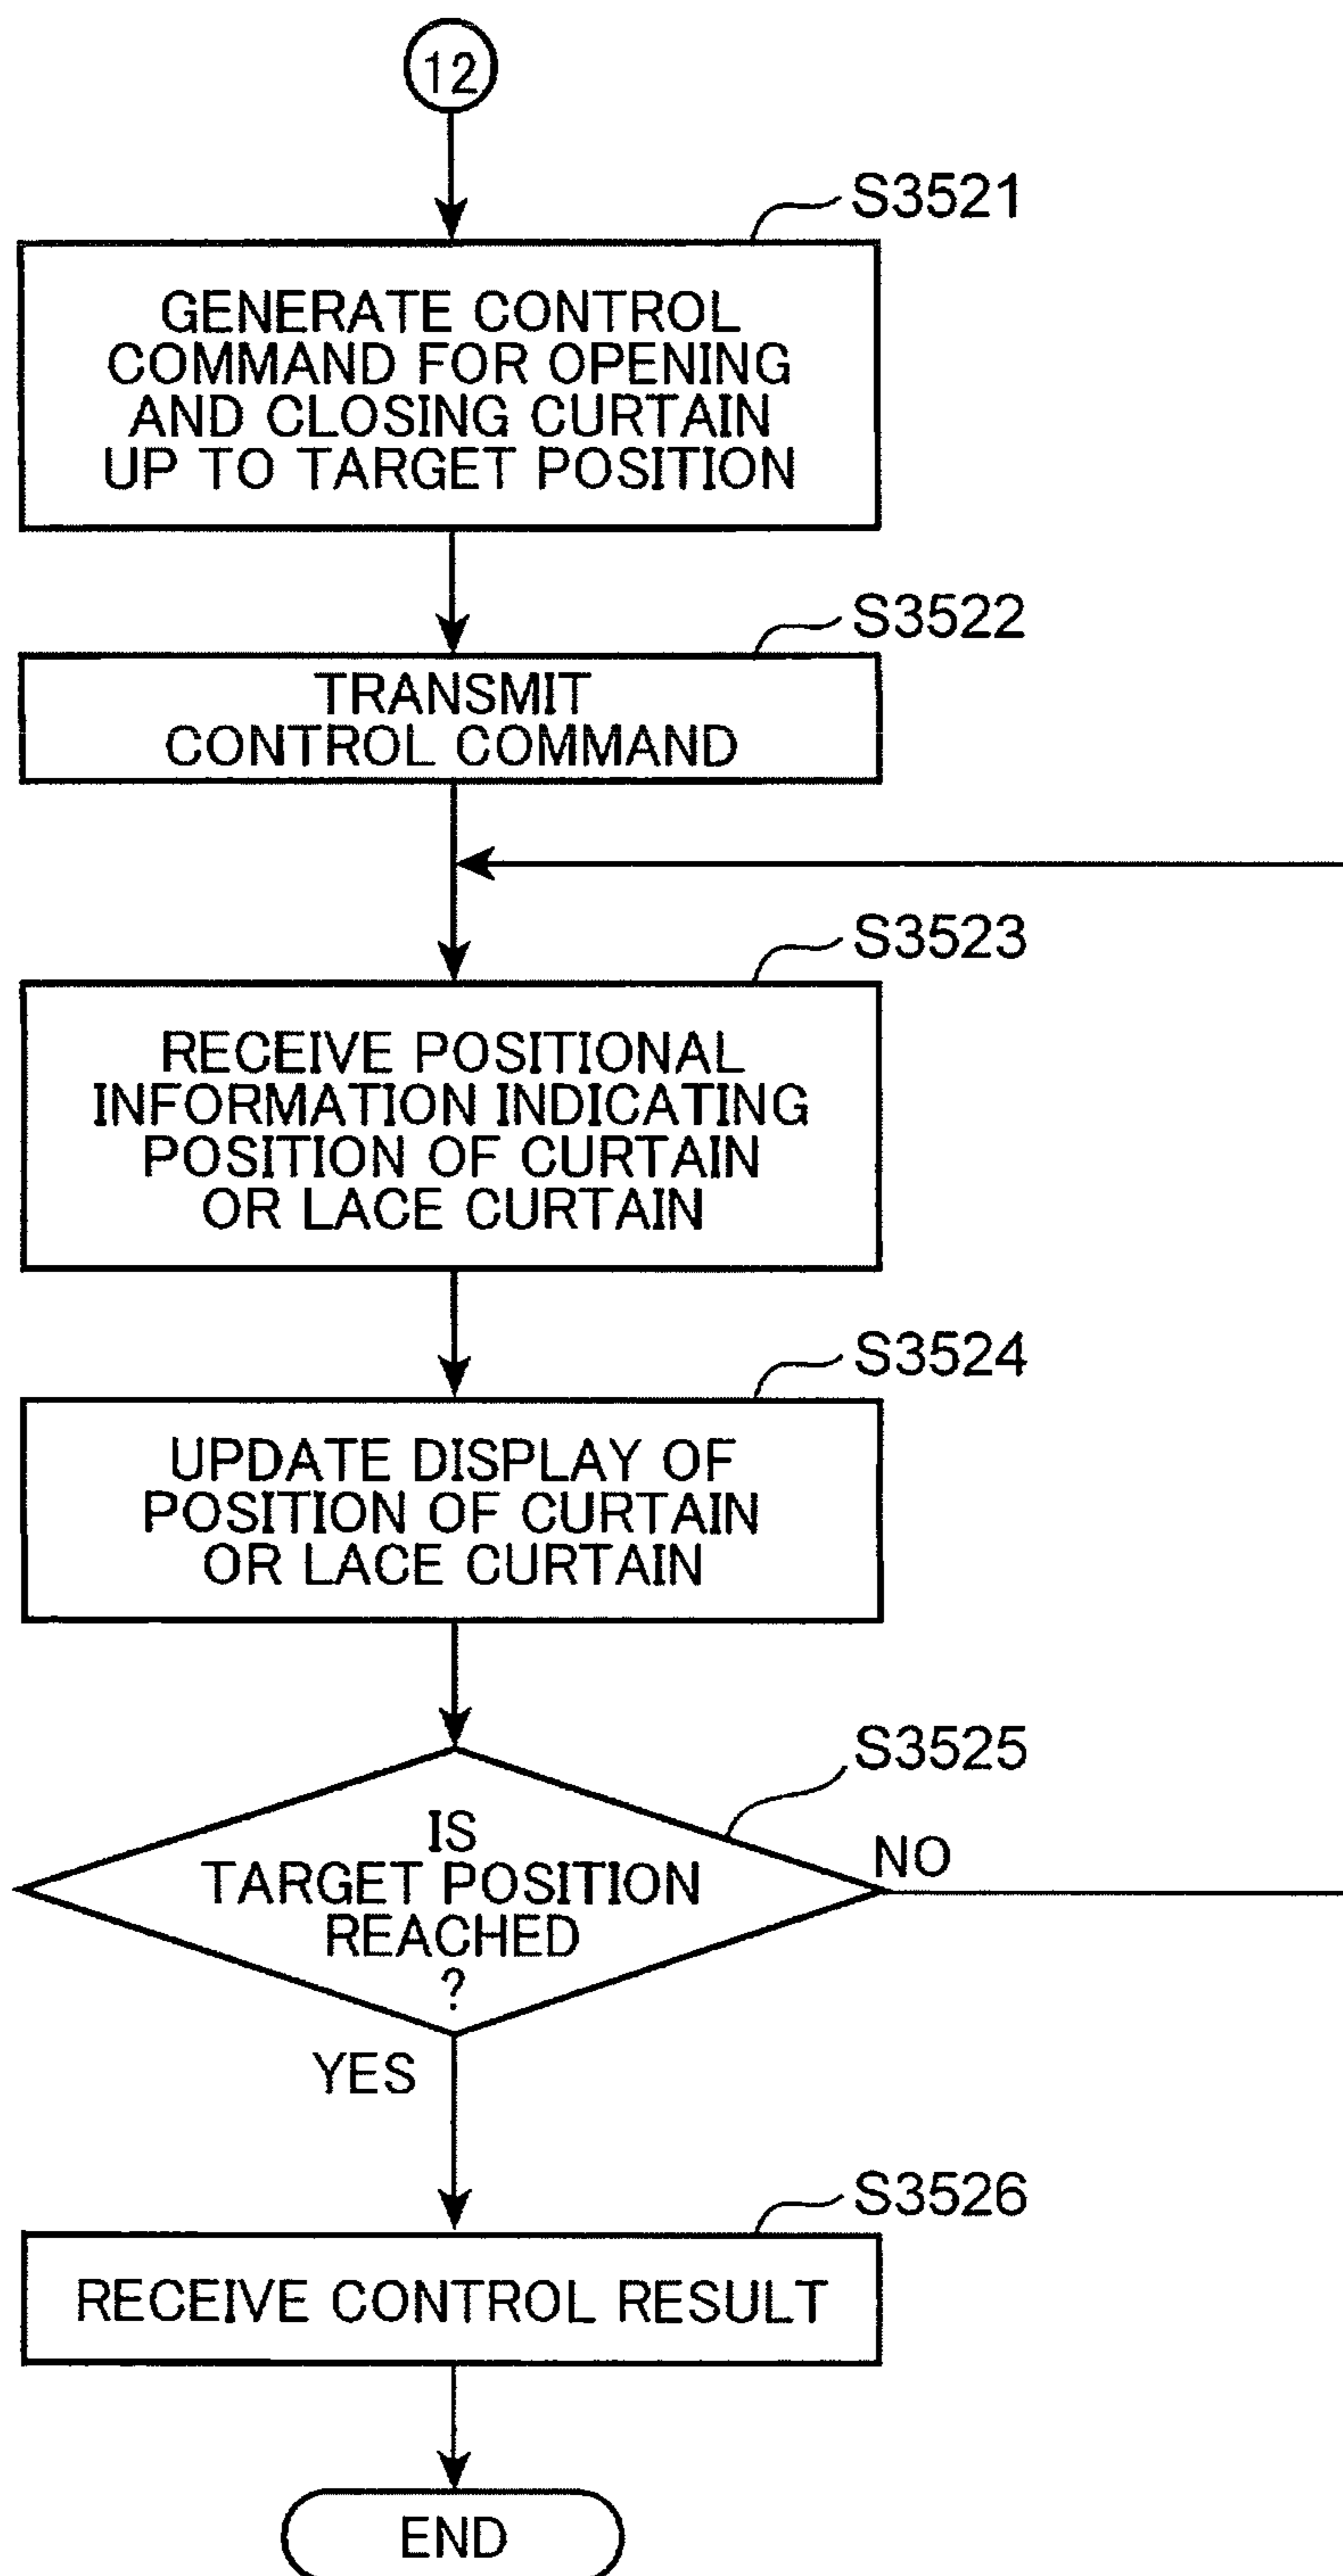 12
S3521
GENERATE CONTROL
COMMAND FOR OPENING
AND CLOSING CURTAIN
UP TO TARGET POSITION
S3522
TRANSMIT
CONTROL COMMAND
S3523
RECEIVE POSITIONAL
INFORMATION INDICATING
POSITION OF CURTAIN
OR LACE CURTAIN
S3524
UPDATE DISPLAY OF
POSITION OF CURTAIN
OR LACE CURTAIN
S3525
IS
TARGET POSITION
REACHED
?
NO
YES
S3526
RECEIVE CONTROL RESULT
END